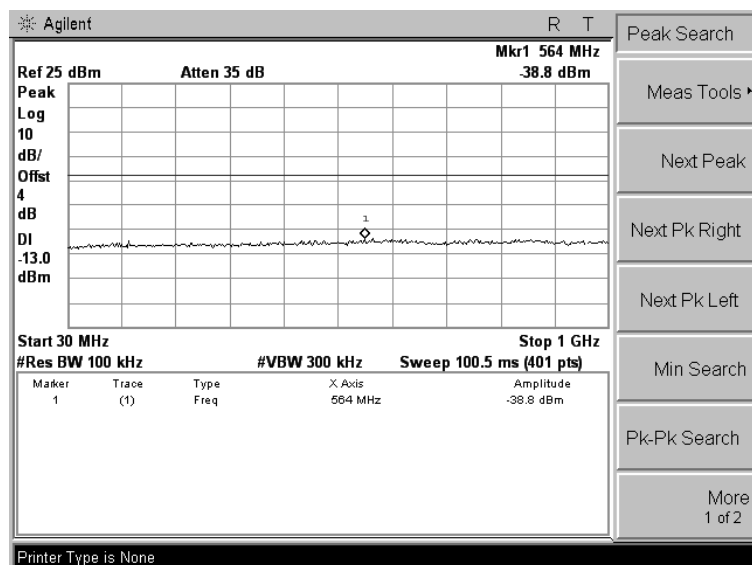 Agilent
R T
Mkr1 564 MHz
Ref 25 dBm
Atten 35 dB
-38.8 dBm
Peak
Log
10
dB/
Offst
4
dB
DI
-13.0
dBm
1
Start 30 MHz
Stop 1 GHz
#Res BW 100 kHz
#VBW 300 kHz
Sweep 100.5 ms (401 pts)
Marker Trace Type X Axis Amplitude
1 (1) Freq 564 MHz -38.8 dBm
Printer Type is None
Peak Search
Meas Tools
Next Peak
Next Pk Right
Next Pk Left
Min Search
Pk-Pk Search
More
1 of 2